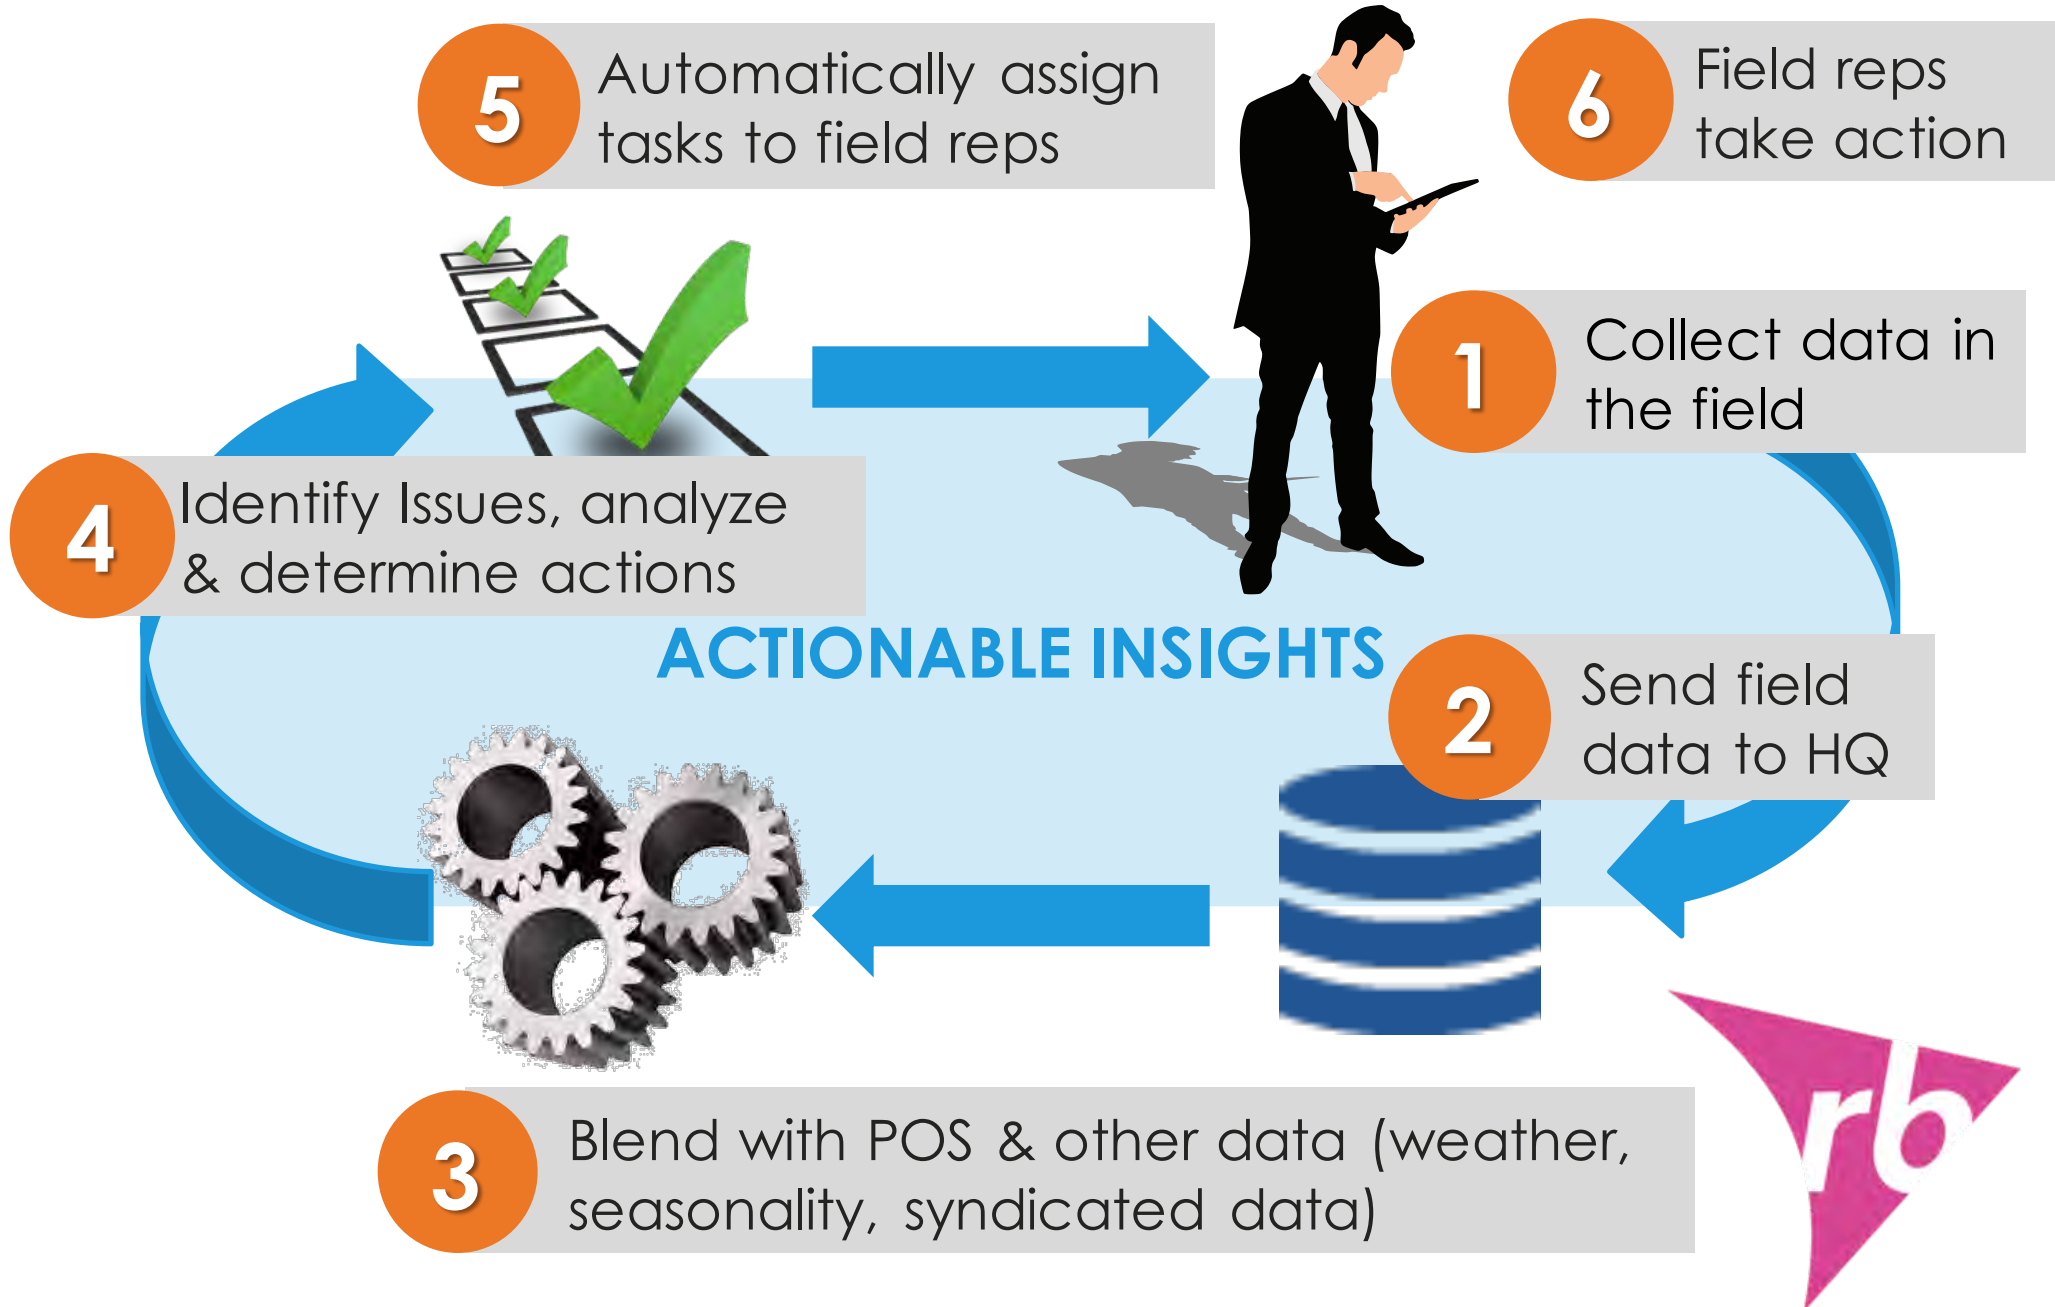 5
Automatically assign
tasks to field reps
6
Field reps
take action
1
Collect data in
the field
4
Identify Issues, analyze
& determine actions
ACTIONABLE INSIGHTS
2
Send field
data to HQ
3
Blend with POS & other data (weather,
seasonality, syndicated data)
rb